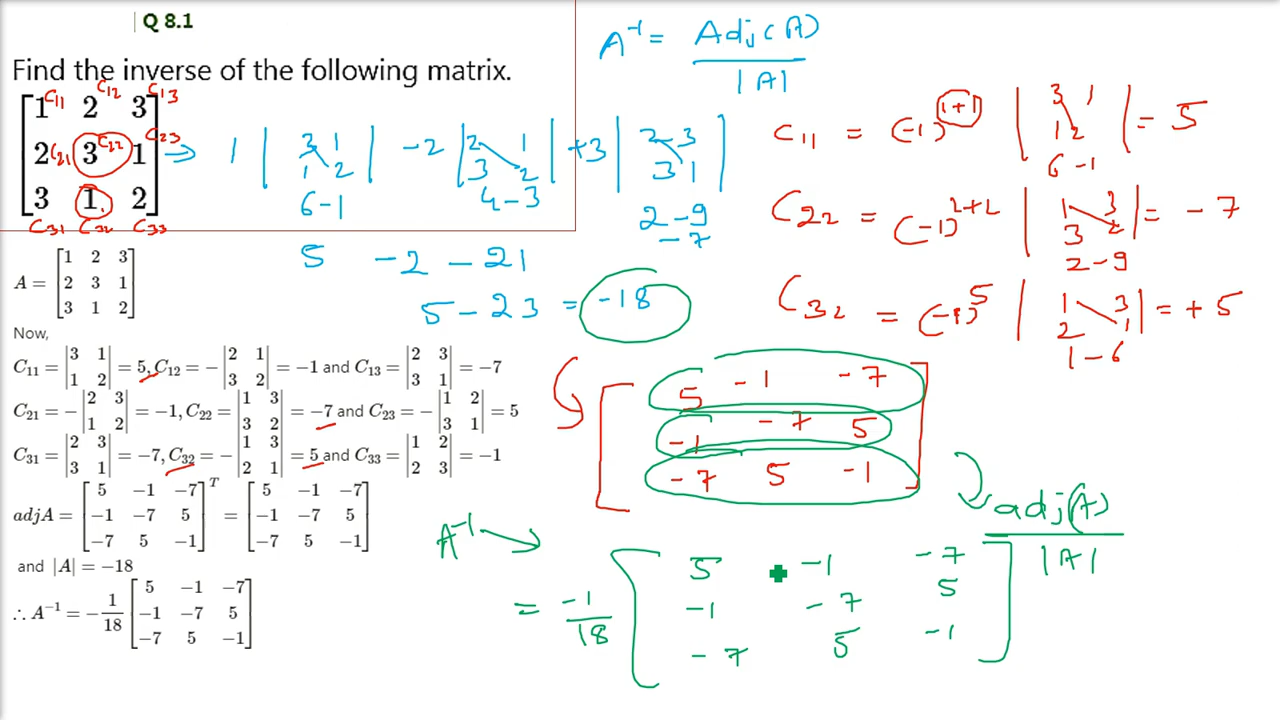 | Q 8.1
Find the inverse of the following matrix.
[1 2 3]
[2 3 1]
[3 1 2]
C11 C12 C13
C21 C22 C23
C31 C32 C33
⇒ 1 |3 1; 1 2| -2 |2 1; 3 2| +3 |2 3; 3 1|
6-1 4-3 2-9
-7
5 -2 -21
5-23 = -18
A⁻¹ = Adj(A) / |A|
C11 = (-1)^(1+1) |3 1; 1 2| = 5
6-1
C22 = (-1)^(2+2) |1 3; 3 2| = -7
2-9
C32 = (-1)^5 |1 3; 2 1| = +5
1-6
A = [1 2 3; 2 3 1; 3 1 2]
Now,
C11 = |3 1; 1 2| = 5, C12 = -|2 1; 3 2| = -1 and C13 = |2 3; 3 1| = -7
C21 = -|2 3; 1 2| = -1, C22 = |1 3; 3 2| = -7 and C23 = -|1 2; 3 1| = 5
C31 = |2 3; 3 1| = -7, C32 = -|1 3; 2 1| = 5 and C33 = |1 2; 2 3| = -1
adjA = [5 -1 -7; -1 -7 5; -7 5 -1]^T = [5 -1 -7; -1 -7 5; -7 5 -1]
and |A| = -18
∴ A⁻¹ = -1/18 [5 -1 -7; -1 -7 5; -7 5 -1]
[5 -1 -7]
[-1 -7 5]
[-7 5 -1]
adj(A) / |A|
A⁻¹
= -1/18 [5 -1 -7; -1 -7 5; -7 5 -1]